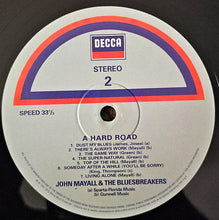 DECCA
STEREO
2
SPEED 33⅓
A HARD ROAD
1. DUST MY BLUES (James, Josea) (a)
2. THERE'S ALWAYS WORK (Mayall) (b)
3. THE SAME WAY (Green) (b)
4. THE SUPER-NATURAL (Green) (b)
5. TOP OF THE HILL (Mayall) (b)
6. SOMEDAY AFTER A WHILE (YOU'LL BE SORRY)
(King, Thompson) (a)
7. LIVING ALONE (Mayall) (b)
JOHN MAYALL & THE BLUESBREAKERS
(a) Sparta-Florida Music
(b) Gunnell Music